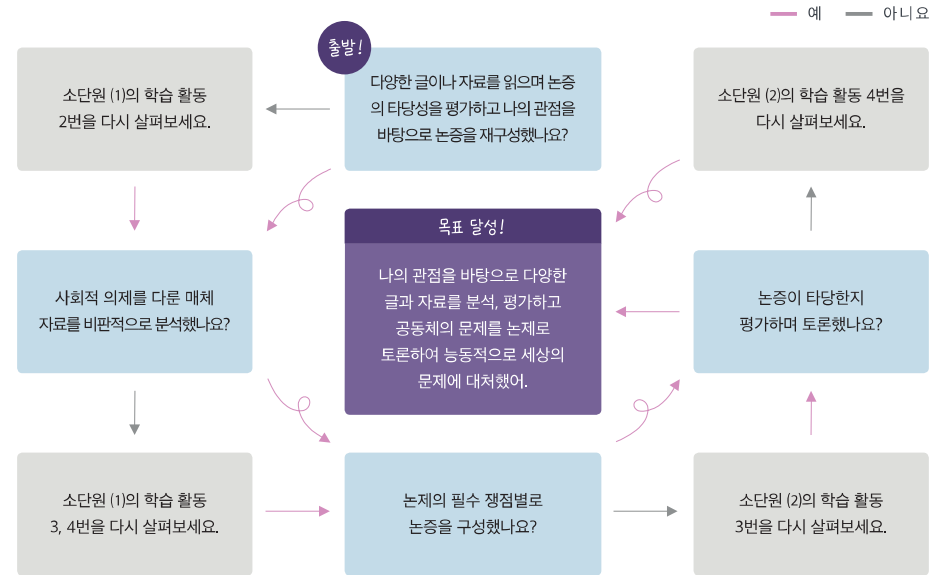 예
아니요
출발!
다양한 글이나 자료를 읽으며 논증
의 타당성을 평가하고 나의 관점을
바탕으로 논증을 재구성했나요?
소단원 (1)의 학습 활동
2번을 다시 살펴보세요.
소단원 (2)의 학습 활동 4번을
다시 살펴보세요.
목표 달성!
나의 관점을 바탕으로 다양한
글과 자료를 분석, 평가하고
공동체의 문제를 논제로
토론하여 능동적으로 세상의
문제에 대처했어.
사회적 의제를 다룬 매체
자료를 비판적으로 분석했나요?
논증이 타당한지
평가하며 토론했나요?
소단원 (1)의 학습 활동
3, 4번을 다시 살펴보세요.
논제의 필수 쟁점별로
논증을 구성했나요?
소단원 (2)의 학습 활동
3번을 다시 살펴보세요.